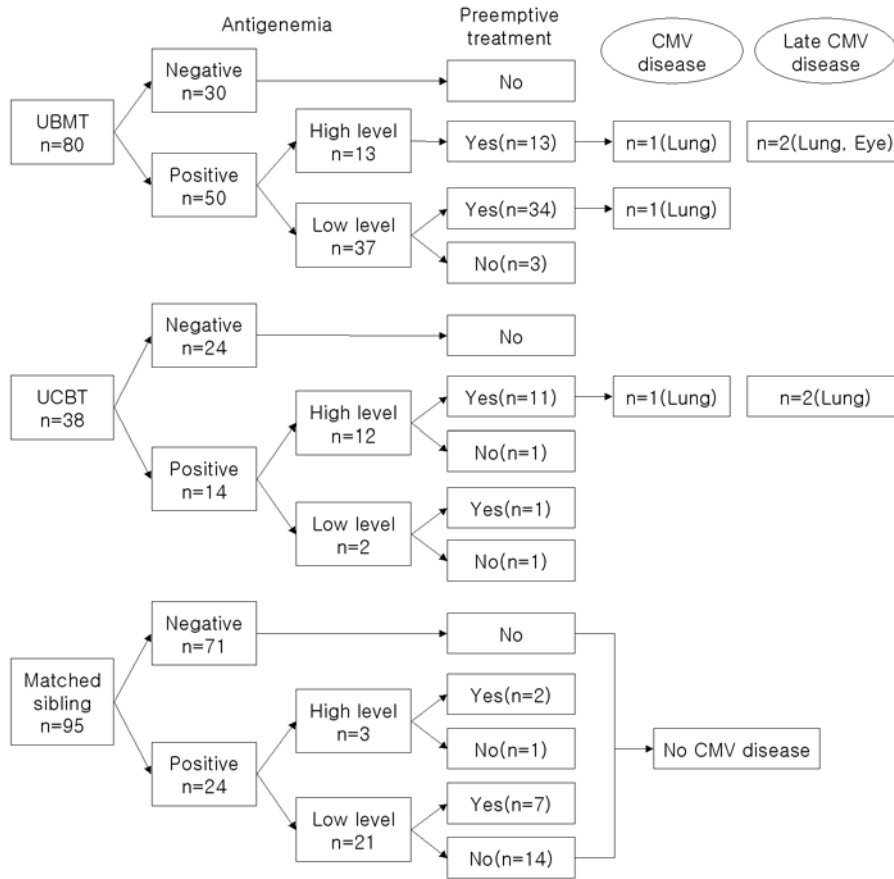 Antigenemia
Preemptive
treatment
CMV
disease
Late CMV
disease
UBMT
n=80
Negative
n=30
No
Positive
n=50
High level
n=13
Yes(n=13)
n=1(Lung)
n=2(Lung, Eye)
Low level
n=37
Yes(n=34)
n=1(Lung)
No(n=3)
UCBT
n=38
Negative
n=24
No
Positive
n=14
High level
n=12
Yes(n=11)
n=1(Lung)
n=2(Lung)
No(n=1)
Low level
n=2
Yes(n=1)
No(n=1)
Matched
sibling
n=95
Negative
n=71
No
Positive
n=24
High level
n=3
Yes(n=2)
No(n=1)
Low level
n=21
Yes(n=7)
No(n=14)
No CMV disease